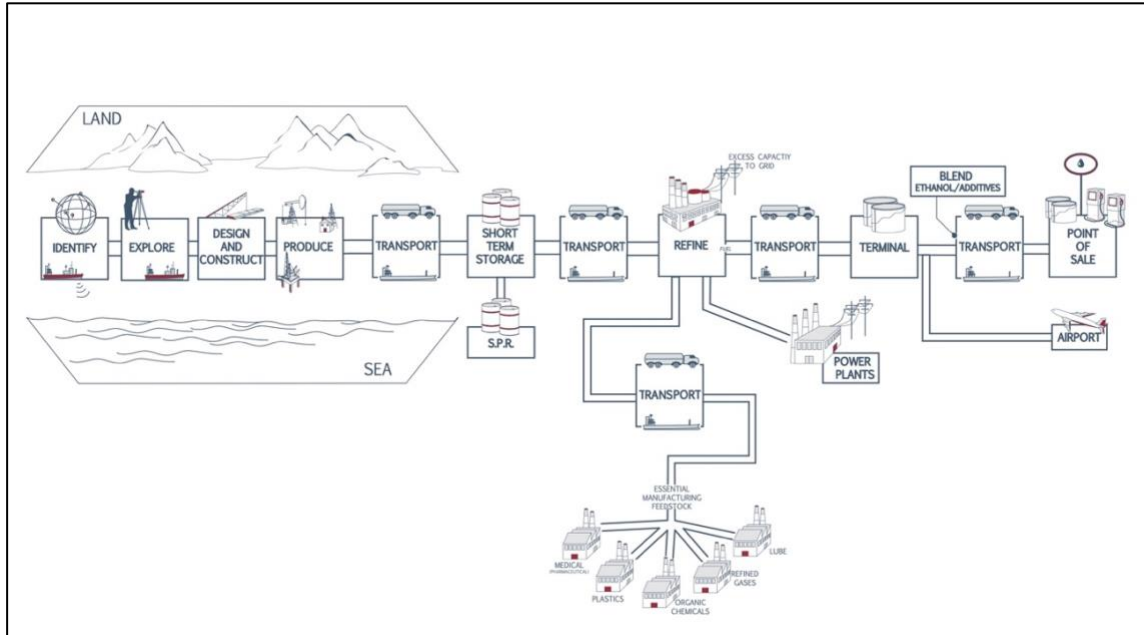 LAND
EXCESS CAPACTIY
TO GRID
BLEND
ETHANOL/ADDITIVES
IDENTIFY
EXPLORE
DESIGN
AND
CONSTRUCT
PRODUCE
TRANSPORT
SHORT
TERM
STORAGE
TRANSPORT
REFINE
FUEL
TRANSPORT
TERMINAL
TRANSPORT
POINT
OF
SALE
S.P.R.
SEA
POWER
PLANTS
AIRPORT
TRANSPORT
ESSENTIAL
MANUFACTURING
FEEDSTOCK
MEDICAL
(PHARMACEUTICAL)
PLASTICS
ORGANIC
CHEMICALS
REFINED
GASES
LUBE